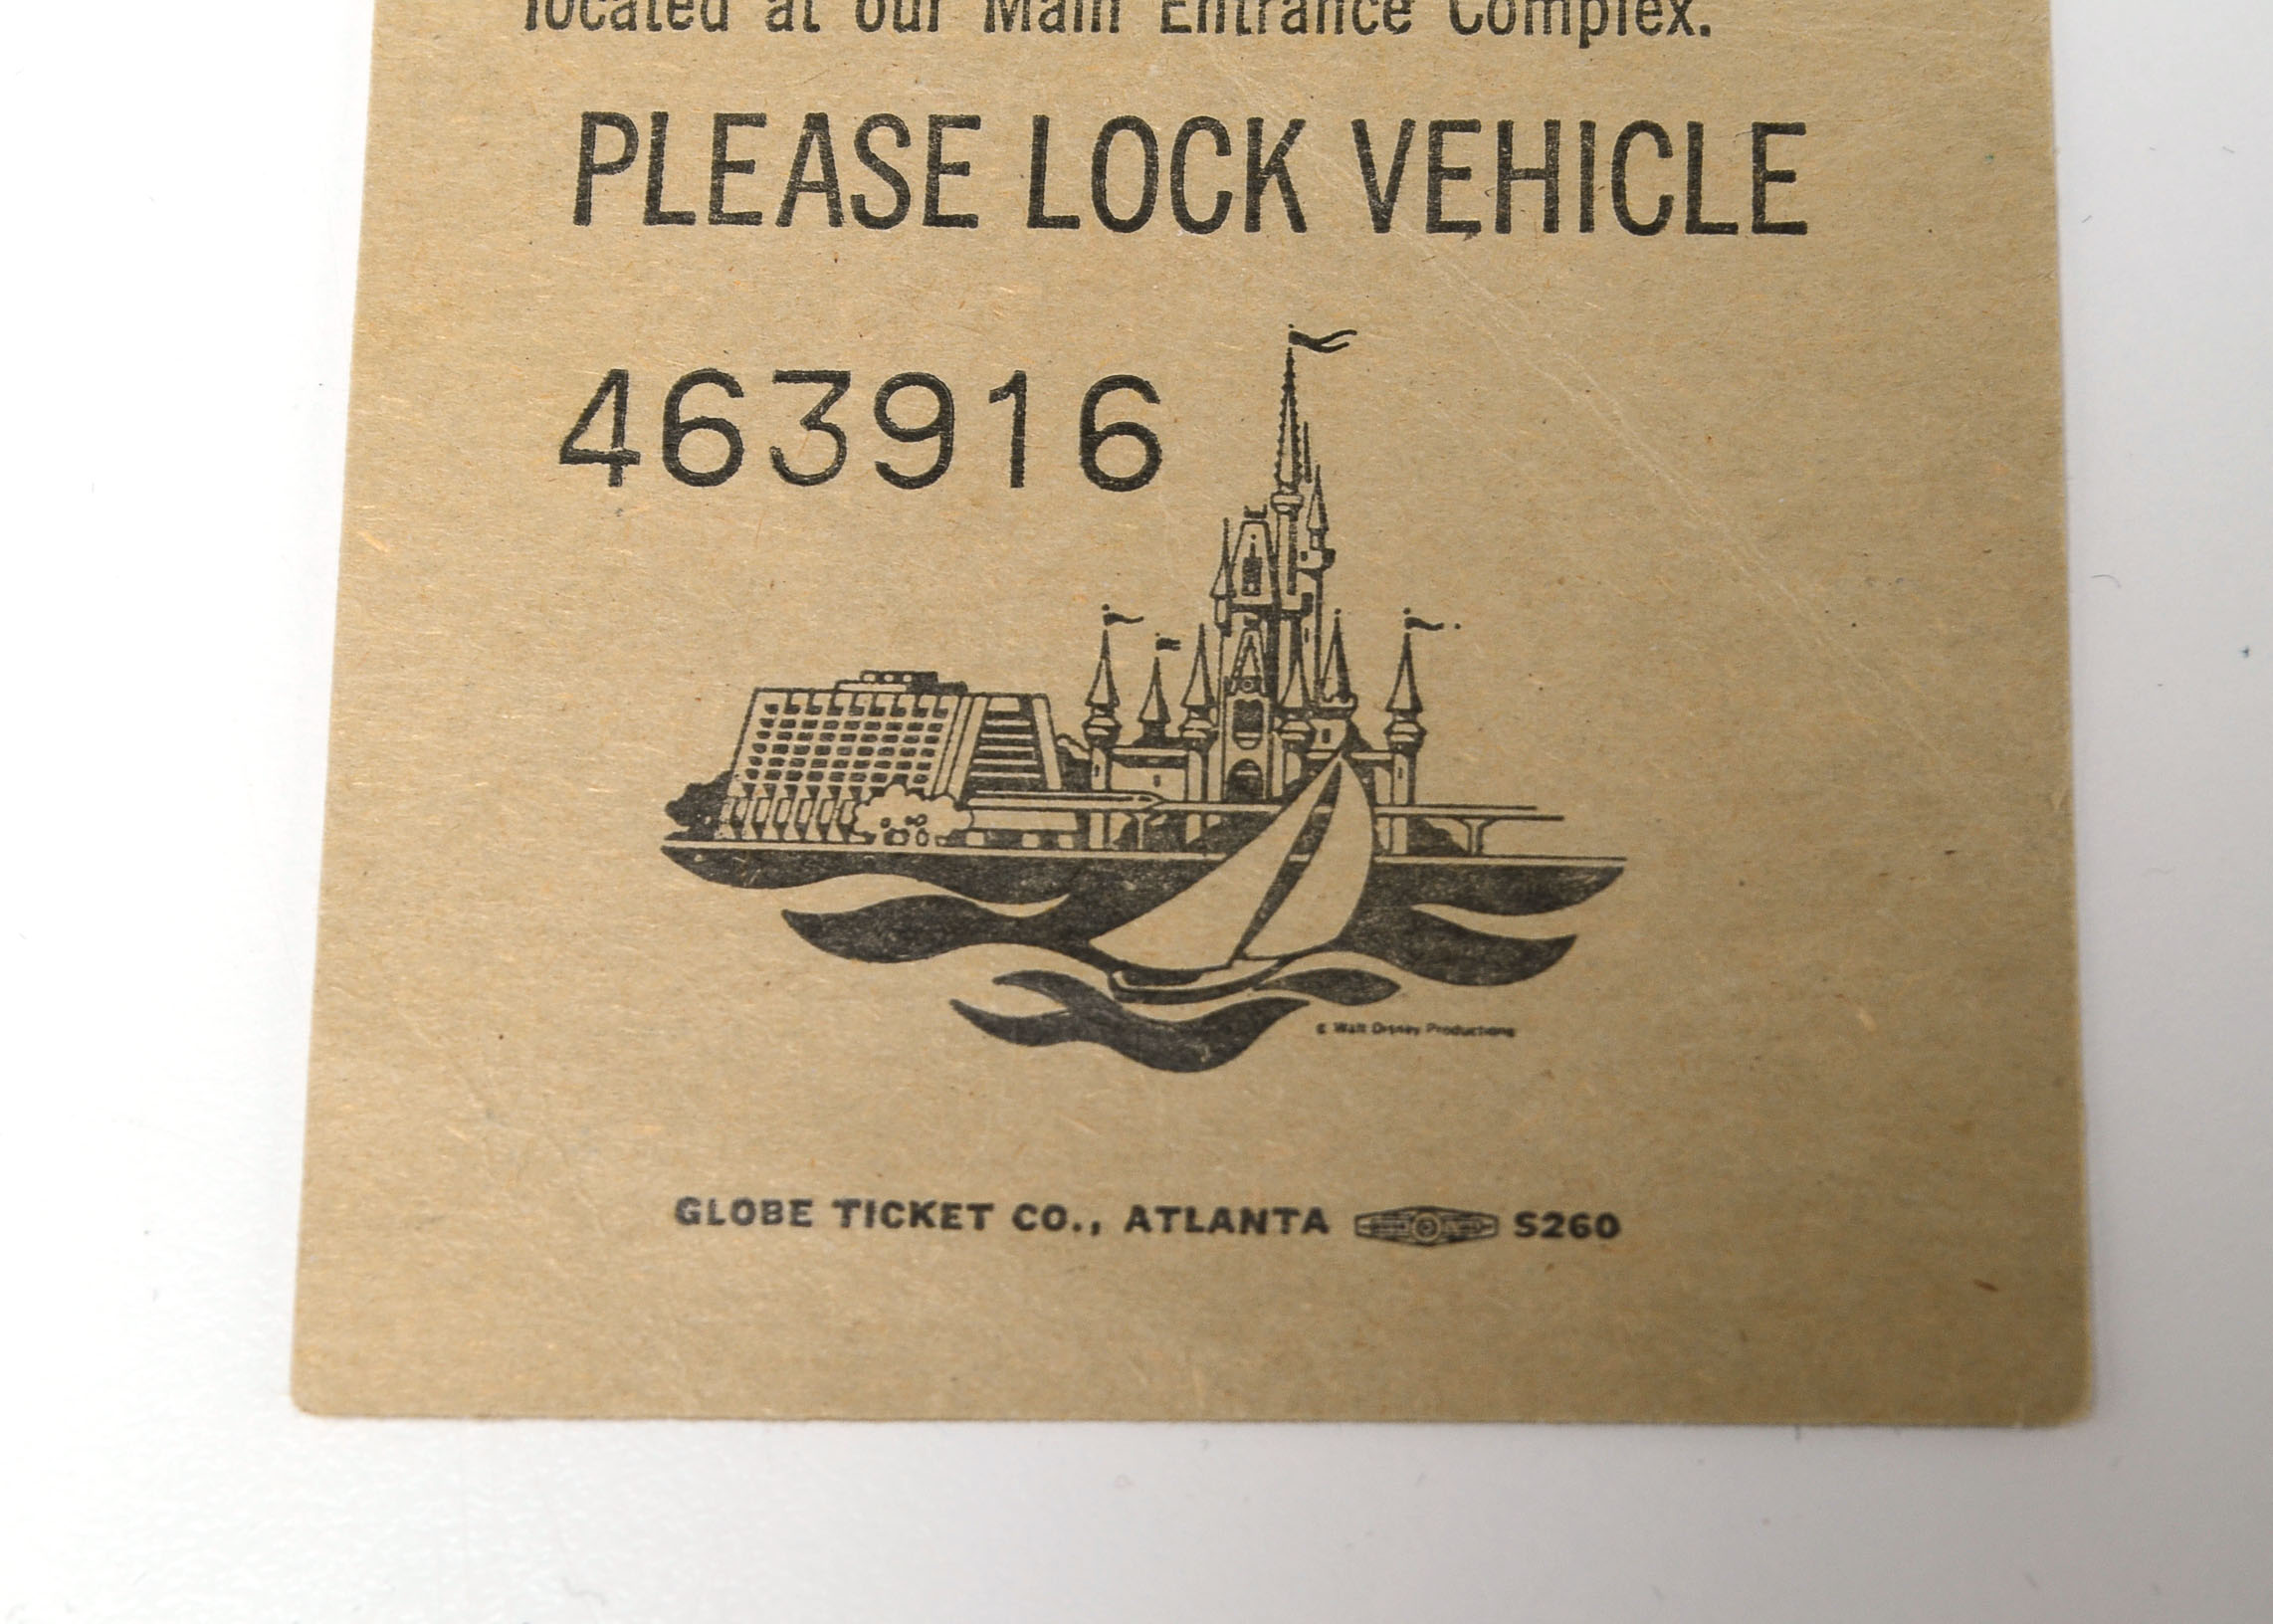 located at our Main Entrance Complex.
PLEASE LOCK VEHICLE
463916
© Walt Disney Productions
GLOBE TICKET CO., ATLANTA S260